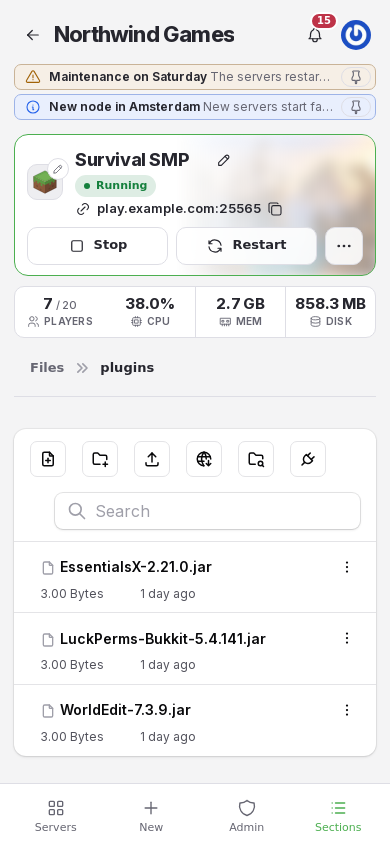 Northwind Games
15
Maintenance on Saturday The servers restar...
New node in Amsterdam New servers start fa...
Survival SMP
Running
play.example.com:25565
Stop
Restart
7 / 20
PLAYERS
38.0%
CPU
2.7 GB
MEM
858.3 MB
DISK
Files
plugins
Search
EssentialsX-2.21.0.jar
3.00 Bytes 1 day ago
LuckPerms-Bukkit-5.4.141.jar
3.00 Bytes 1 day ago
WorldEdit-7.3.9.jar
3.00 Bytes 1 day ago
Servers
New
Admin
Sections